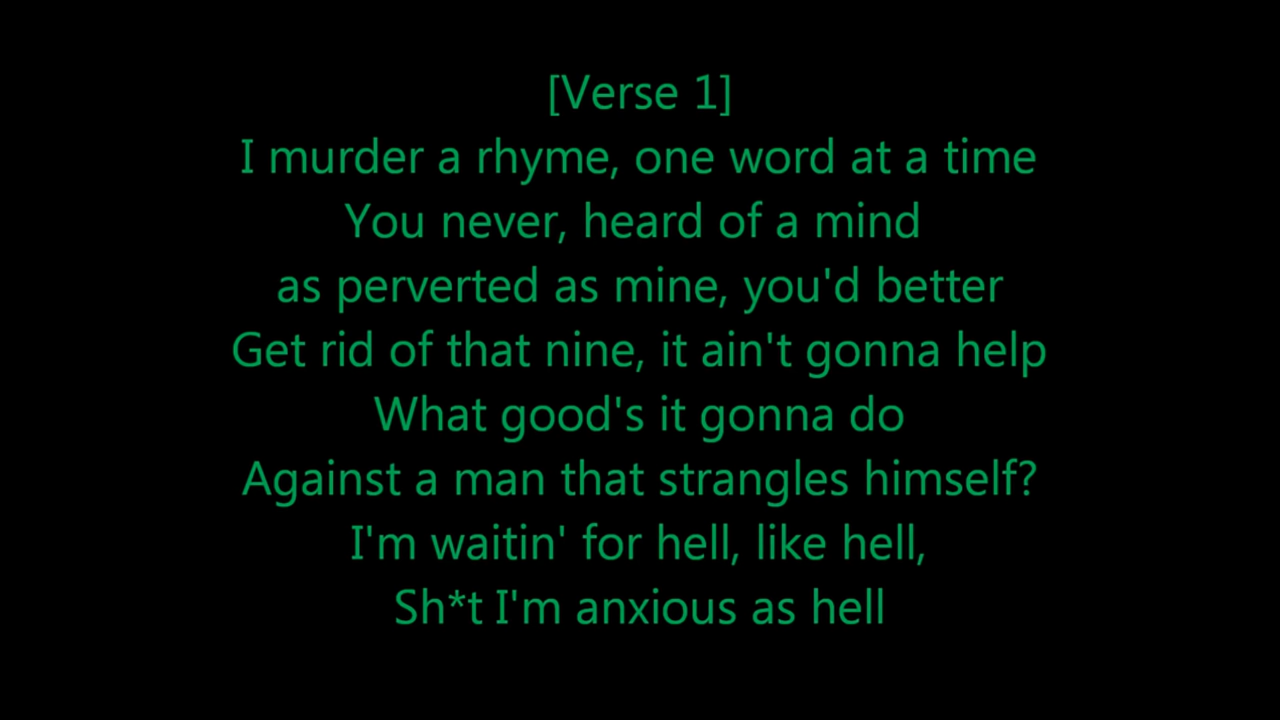 [Verse 1]
I murder a rhyme, one word at a time
You never, heard of a mind
as perverted as mine, you'd better
Get rid of that nine, it ain't gonna help
What good's it gonna do
Against a man that strangles himself?
I'm waitin' for hell, like hell,
Sh*t I'm anxious as hell